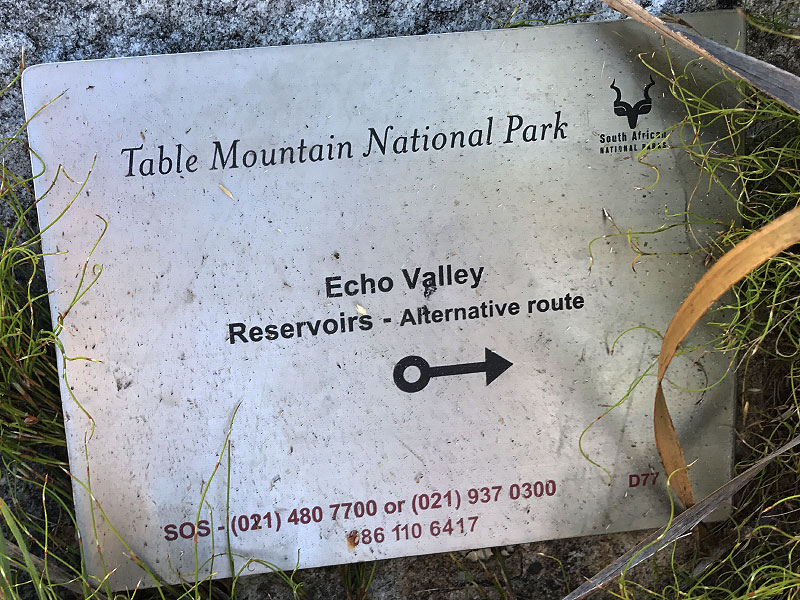 Table Mountain National Park
South African
NATIONAL PARKS
Echo Valley
Reservoirs - Alternative route
D77
SOS - (021) 480 7700 or (021) 937 0300
86 110 6417